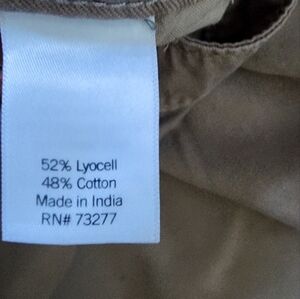 52% Lyocell
48% Cotton
Made in India
RN# 73277